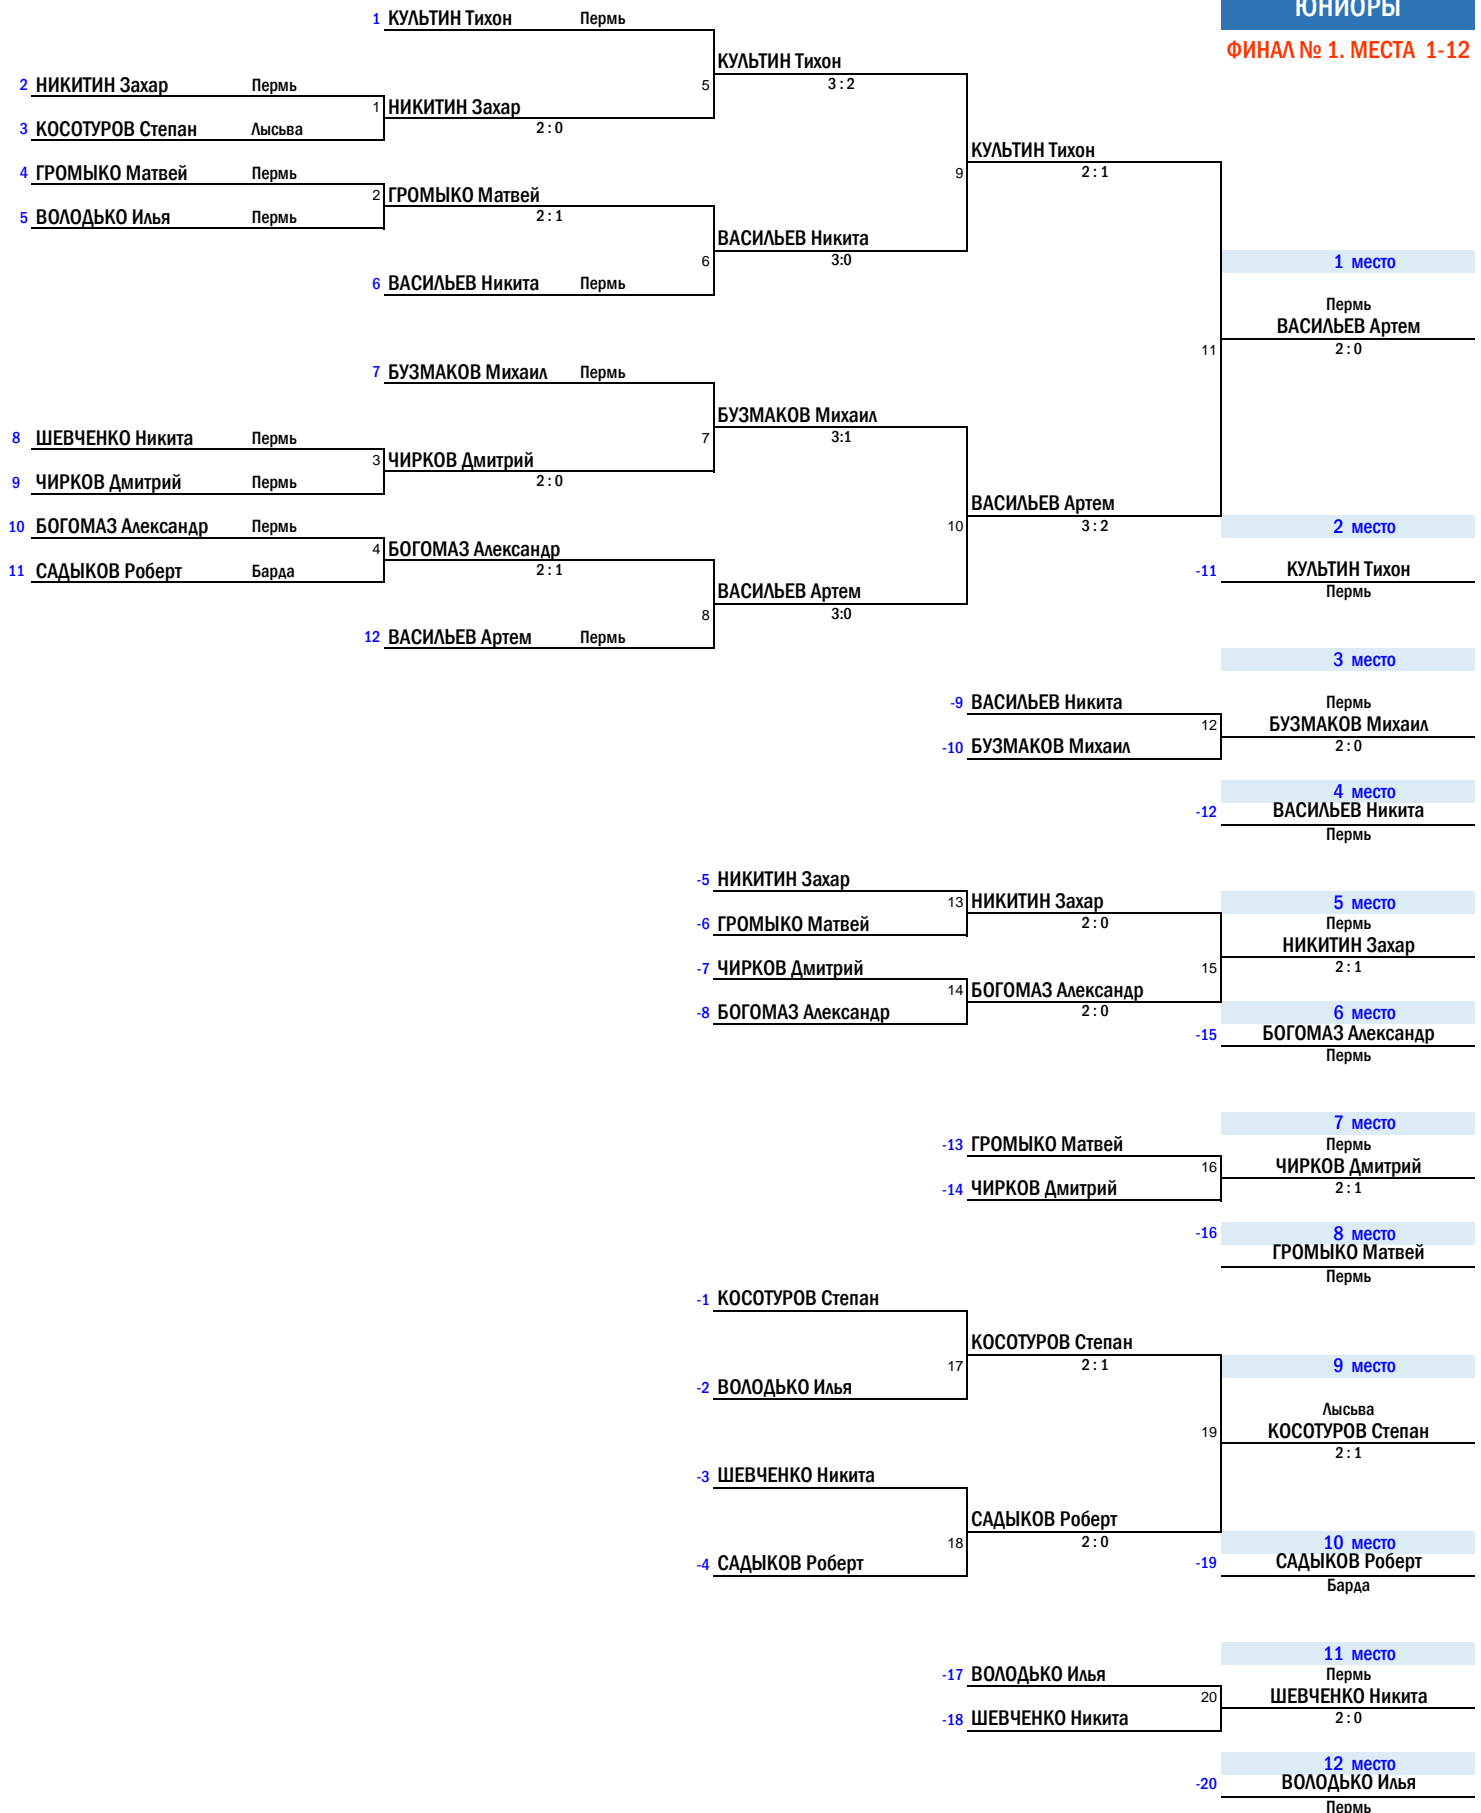 ЮНИОРЫ
ФИНАЛ № 1. МЕСТА 1-12
1 КУЛЬТИН Тихон Пермь
КУЛЬТИН Тихон
2 НИКИТИН Захар Пермь 5 3 : 2
1 НИКИТИН Захар
3 КОСОТУРОВ Степан Лысьва 2 : 0
КУЛЬТИН Тихон
4 ГРОМЫКО Матвей Пермь 9 2 : 1
2 ГРОМЫКО Матвей
5 ВОЛОДЬКО Илья Пермь 2 : 1
ВАСИЛЬЕВ Никита
6 3:0 1 место
6 ВАСИЛЬЕВ Никита Пермь
Пермь
ВАСИЛЬЕВ Артем
11 2 : 0
7 БУЗМАКОВ Михаил Пермь
БУЗМАКОВ Михаил
8 ШЕВЧЕНКО Никита Пермь 7 3:1
3 ЧИРКОВ Дмитрий
9 ЧИРКОВ Дмитрий Пермь 2 : 0
ВАСИЛЬЕВ Артем
10 БОГОМАЗ Александр Пермь 10 3 : 2 2 место
4 БОГОМАЗ Александр
11 САДЫКОВ Роберт Барда 2 : 1 -11 КУЛЬТИН Тихон
ВАСИЛЬЕВ Артем Пермь
8 3:0
12 ВАСИЛЬЕВ Артем Пермь
3 место
-9 ВАСИЛЬЕВ Никита Пермь
12 БУЗМАКОВ Михаил
-10 БУЗМАКОВ Михаил 2 : 0
4 место
-12 ВАСИЛЬЕВ Никита
Пермь
-5 НИКИТИН Захар
13 НИКИТИН Захар 5 место
-6 ГРОМЫКО Матвей 2 : 0 Пермь
НИКИТИН Захар
-7 ЧИРКОВ Дмитрий 15 2 : 1
14 БОГОМАЗ Александр
-8 БОГОМАЗ Александр 2 : 0 6 место
-15 БОГОМАЗ Александр
Пермь
7 место
-13 ГРОМЫКО Матвей Пермь
16 ЧИРКОВ Дмитрий
-14 ЧИРКОВ Дмитрий 2 : 1
-16 8 место
ГРОМЫКО Матвей
Пермь
-1 КОСОТУРОВ Степан
КОСОТУРОВ Степан
17 2 : 1 9 место
-2 ВОЛОДЬКО Илья
Лысьва
19 КОСОТУРОВ Степан
2 : 1
-3 ШЕВЧЕНКО Никита
САДЫКОВ Роберт
18 2 : 0 10 место
-4 САДЫКОВ Роберт -19 САДЫКОВ Роберт
Барда
11 место
-17 ВОЛОДЬКО Илья Пермь
20 ШЕВЧЕНКО Никита
-18 ШЕВЧЕНКО Никита 2 : 0
12 место
-20 ВОЛОДЬКО Илья
Пермь